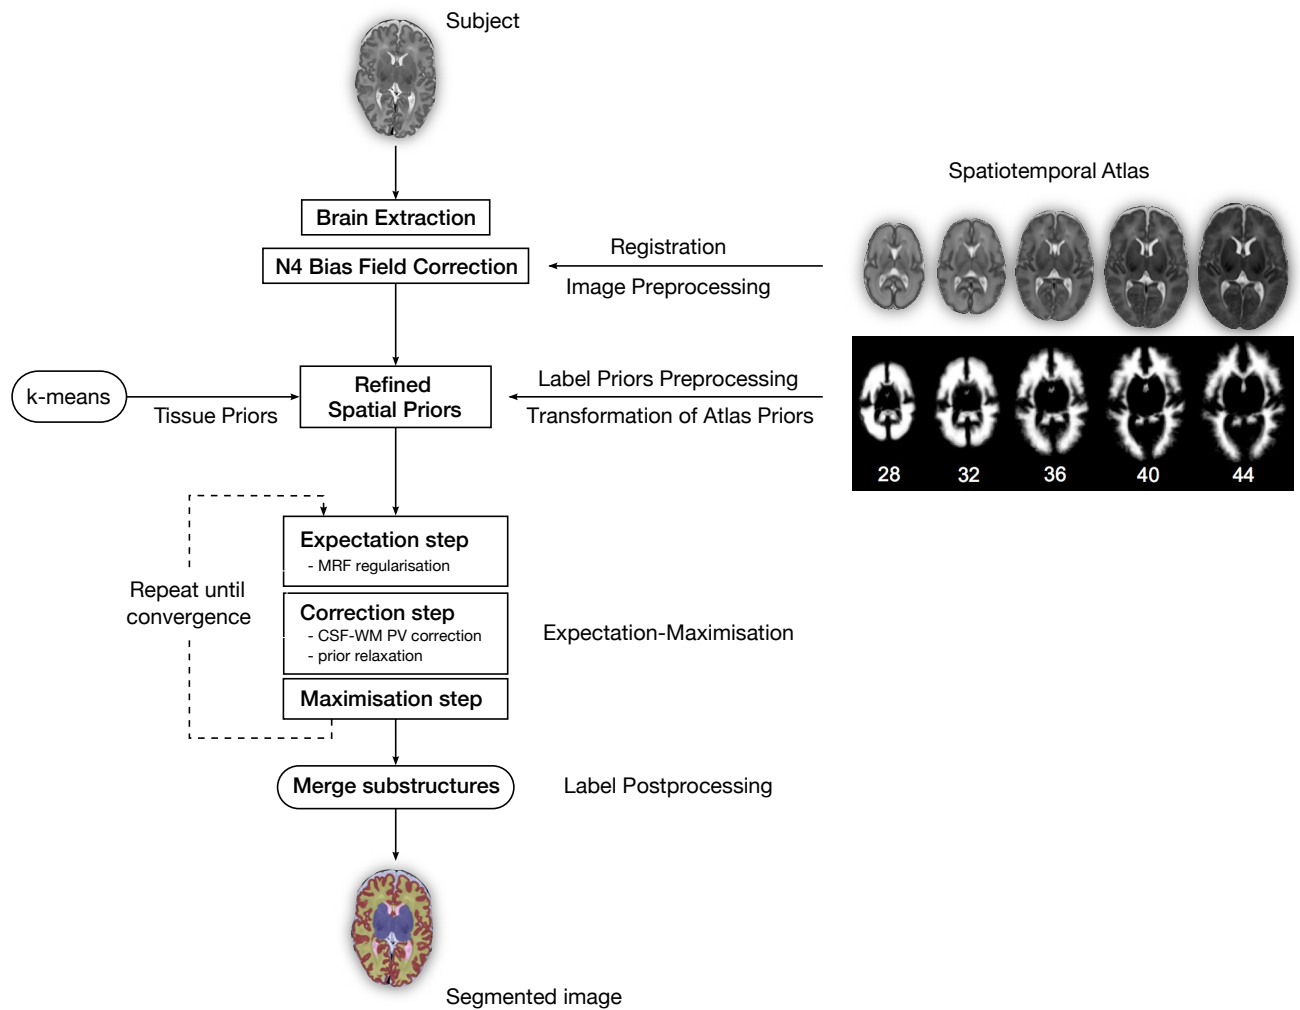 Subject
Brain Extraction
N4 Bias Field Correction
Registration
Image Preprocessing
Spatiotemporal Atlas
k-means
Tissue Priors
Refined
Spatial Priors
Label Priors Preprocessing
Transformation of Atlas Priors
28 32 36 40 44
Repeat until
convergence
Expectation step
- MRF regularisation
Correction step
- CSF-WM PV correction
- prior relaxation
Maximisation step
Expectation-Maximisation
Merge substructures
Label Postprocessing
Segmented image